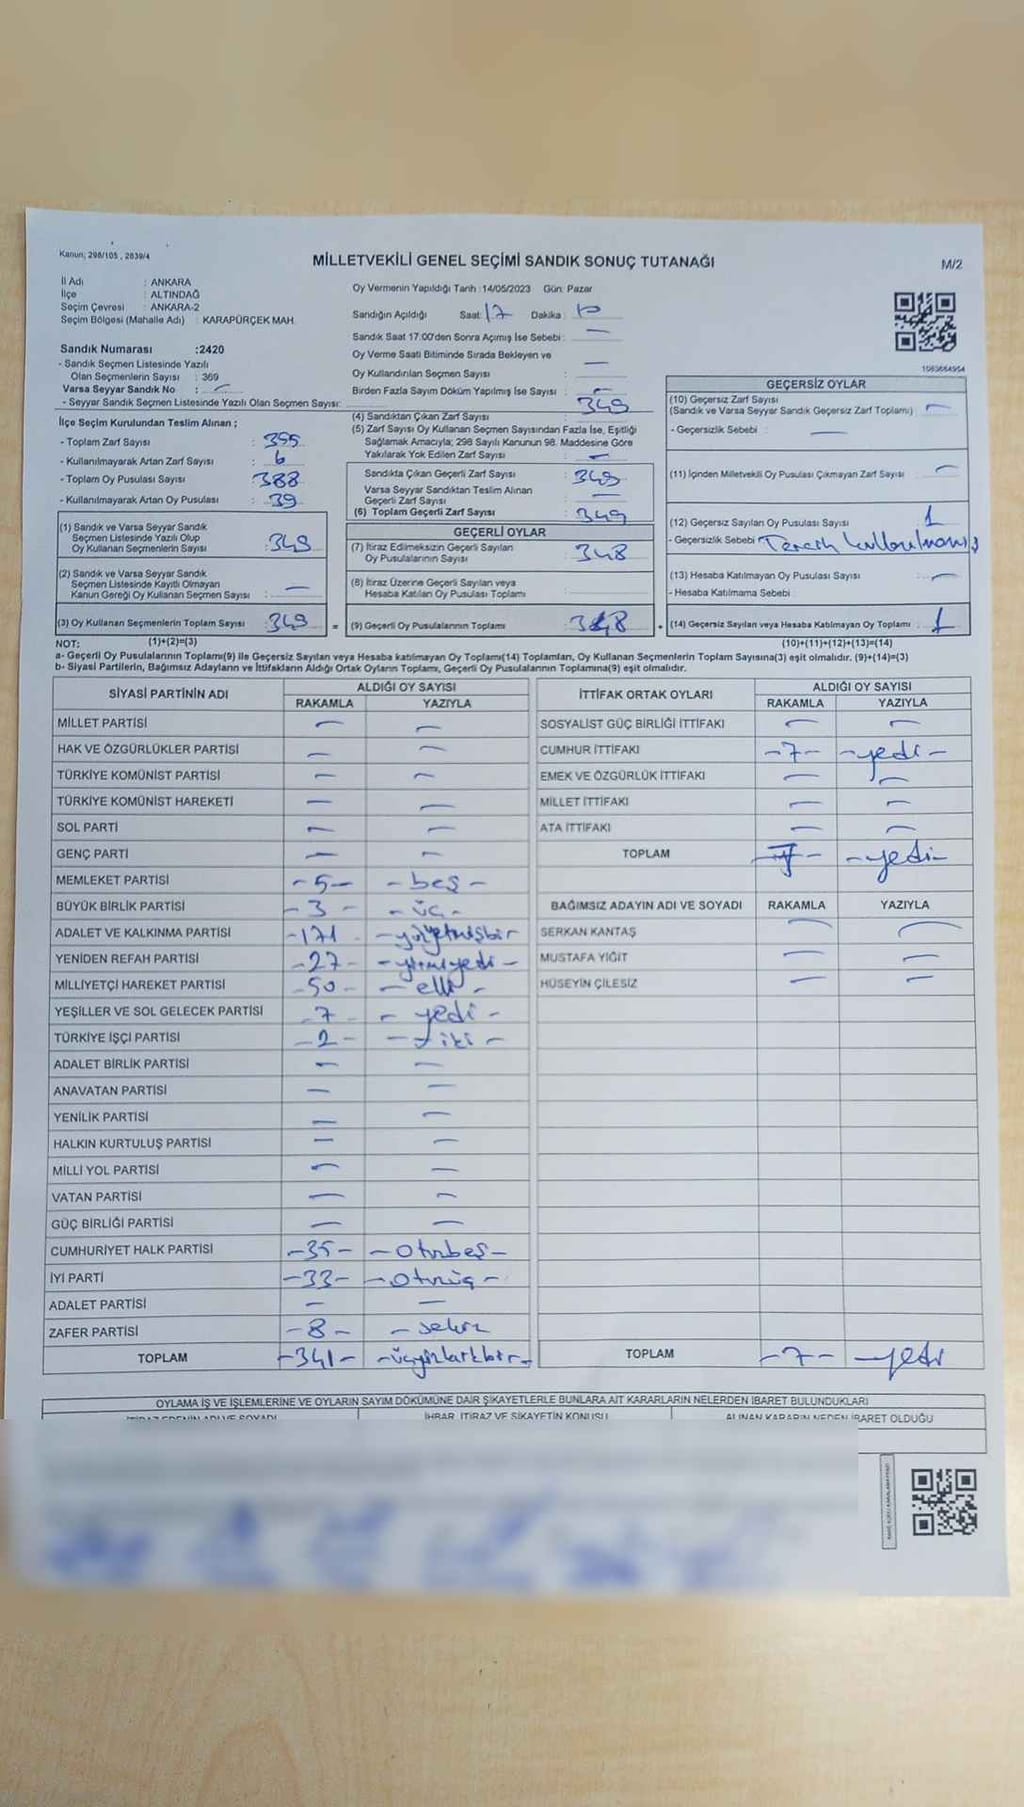 Kanun; 298/105 , 2839/4
MİLLETVEKİLİ GENEL SEÇİMİ SANDIK SONUÇ TUTANAĞI
M/2
İl Adı : ANKARA
İlçe : ALTINDAĞ
Seçim Çevresi : ANKARA-2
Seçim Bölgesi (Mahalle Adı) : KARAPÜRÇEK MAH.
Sandık Numarası :2420
- Sandık Seçmen Listesinde Yazılı
Olan Seçmenlerin Sayısı : 369
Varsa Seyyar Sandık No : —
- Seyyar Sandık Seçmen Listesinde Yazılı Olan Seçmen Sayısı:
İlçe Seçim Kurulundan Teslim Alınan ;
- Toplam Zarf Sayısı : 355
- Kullanılmayarak Artan Zarf Sayısı : 6
- Toplam Oy Pusulası Sayısı : 388
- Kullanılmayarak Artan Oy Pusulası : 39
(1) Sandık ve Varsa Seyyar Sandık
Seçmen Listesinde Yazılı Olup
Oy Kullanan Seçmenlerin Sayısı : 349
(2) Sandık ve Varsa Seyyar Sandık
Seçmen Listesinde Kayıtlı Olmayan
Kanun Gereği Oy Kullanan Seçmen Sayısı : —
(3) Oy Kullanan Seçmenlerin Toplam Sayısı : 349 =
Oy Vermenin Yapıldığı Tarih :14/05/2023 Gün: Pazar
Sandığın Açıldığı Saat: 17 Dakika :
Sandık Saat 17:00'den Sonra Açılmış İse Sebebi : —
Oy Verme Saati Bitiminde Sırada Bekleyen ve
Oy Kullandırılan Seçmen Sayısı : —
Birden Fazla Sayım Döküm Yapılmış İse Sayısı : —
(4) Sandıktan Çıkan Zarf Sayısı : 349
(5) Zarf Sayısı Oy Kullanan Seçmen Sayısından Fazla İse, Eşitliği
Sağlamak Amacıyla; 298 Sayılı Kanunun 98. Maddesine Göre
Yakılarak Yok Edilen Zarf Sayısı : —
Sandıkta Çıkan Geçerli Zarf Sayısı : 349
Varsa Seyyar Sandıktan Teslim Alınan
Geçerli Zarf Sayısı : —
(6) Toplam Geçerli Zarf Sayısı : 349
GEÇERLİ OYLAR
(7) İtiraz Edilmeksizin Geçerli Sayılan
Oy Pusulalarının Sayısı : 348
(8) İtiraz Üzerine Geçerli Sayılan veya
Hesaba Katılan Oy Pusulası Toplamı :
(9) Geçerli Oy Pusulalarının Toplamı : 348 +
1083664954
GEÇERSİZ OYLAR
(10) Geçersiz Zarf Sayısı
(Sandık ve Varsa Seyyar Sandık Geçersiz Zarf Toplamı) : —
- Geçersizlik Sebebi : —
(11) İçinden Milletvekili Oy Pusulası Çıkmayan Zarf Sayısı : —
(12) Geçersiz Sayılan Oy Pusulası Sayısı : 1
- Geçersizlik Sebebi : Tercih kullanılmamış
(13) Hesaba Katılmayan Oy Pusulası Sayısı : —
- Hesaba Katılmama Sebebi :
(14) Geçersiz Sayılan veya Hesaba Katılmayan Oy Toplamı : 1
NOT: (1)+(2)=(3) (10)+(11)+(12)+(13)=(14)
a- Geçerli Oy Pusulalarının Toplamı(9) ile Geçersiz Sayılan veya Hesaba katılmayan Oy Toplamı(14) Toplamları, Oy Kullanan Seçmenlerin Toplam Sayısına(3) eşit olmalıdır. (9)+(14)=(3)
b- Siyasi Partilerin, Bağımsız Adayların ve İttifakların Aldığı Ortak Oyların Toplamı, Geçerli Oy Pusulalarının Toplamına(9) eşit olmalıdır.
SİYASİ PARTİNİN ADI ALDIĞI OY SAYISI
RAKAMLA YAZIYLA
MİLLET PARTİSİ — —
HAK VE ÖZGÜRLÜKLER PARTİSİ — —
TÜRKİYE KOMÜNİST PARTİSİ — —
TÜRKİYE KOMÜNİST HAREKETİ — —
SOL PARTİ — —
GENÇ PARTİ — —
MEMLEKET PARTİSİ -5- -beş-
BÜYÜK BİRLİK PARTİSİ -3- -üç-
ADALET VE KALKINMA PARTİSİ -171 -yüzyetmişbir
YENİDEN REFAH PARTİSİ -27- -yirmiyedi-
MİLLİYETÇİ HAREKET PARTİSİ -50- -elli-
YEŞİLLER VE SOL GELECEK PARTİSİ -7- -yedi-
TÜRKİYE İŞÇİ PARTİSİ -2- -iki-
ADALET BİRLİK PARTİSİ — —
ANAVATAN PARTİSİ — —
YENİLİK PARTİSİ — —
HALKIN KURTULUŞ PARTİSİ — —
MİLLİ YOL PARTİSİ — —
VATAN PARTİSİ — —
GÜÇ BİRLİĞİ PARTİSİ — —
CUMHURİYET HALK PARTİSİ -35- -otuzbeş-
İYİ PARTİ -33- -otuzüç-
ADALET PARTİSİ — —
ZAFER PARTİSİ -8- -sekiz
TOPLAM -341- -üçyüzkırkbir-
İTTİFAK ORTAK OYLARI ALDIĞI OY SAYISI
RAKAMLA YAZIYLA
SOSYALİST GÜÇ BİRLİĞİ İTTİFAKI — —
CUMHUR İTTİFAKI -7- -yedi-
EMEK VE ÖZGÜRLÜK İTTİFAKI — —
MİLLET İTTİFAKI — —
ATA İTTİFAKI — —
TOPLAM -7- -yedi-
BAĞIMSIZ ADAYIN ADI VE SOYADI RAKAMLA YAZIYLA
SERKAN KANTAŞ — —
MUSTAFA YİĞİT — —
HÜSEYİN ÇİLESİZ — —
TOPLAM -7- -yedi
OYLAMA İŞ VE İŞLEMLERİNE VE OYLARIN SAYIM DÖKÜMÜNE DAİR ŞİKAYETLERLE BUNLARA AİT KARARLARIN NELERDEN İBARET BULUNDUKLARI
İTİRAZ EDENİN ADI VE SOYADI İHBAR, İTİRAZ VE ŞİKAYETİN KONUSU ALINAN KARARIN NEDEN İBARET OLDUĞU